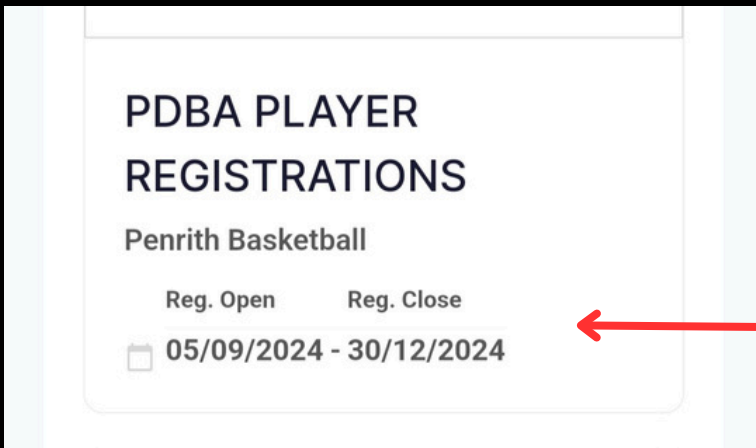 PDBA PLAYER
REGISTRATIONS
Penrith Basketball
Reg. Open Reg. Close
05/09/2024 - 30/12/2024